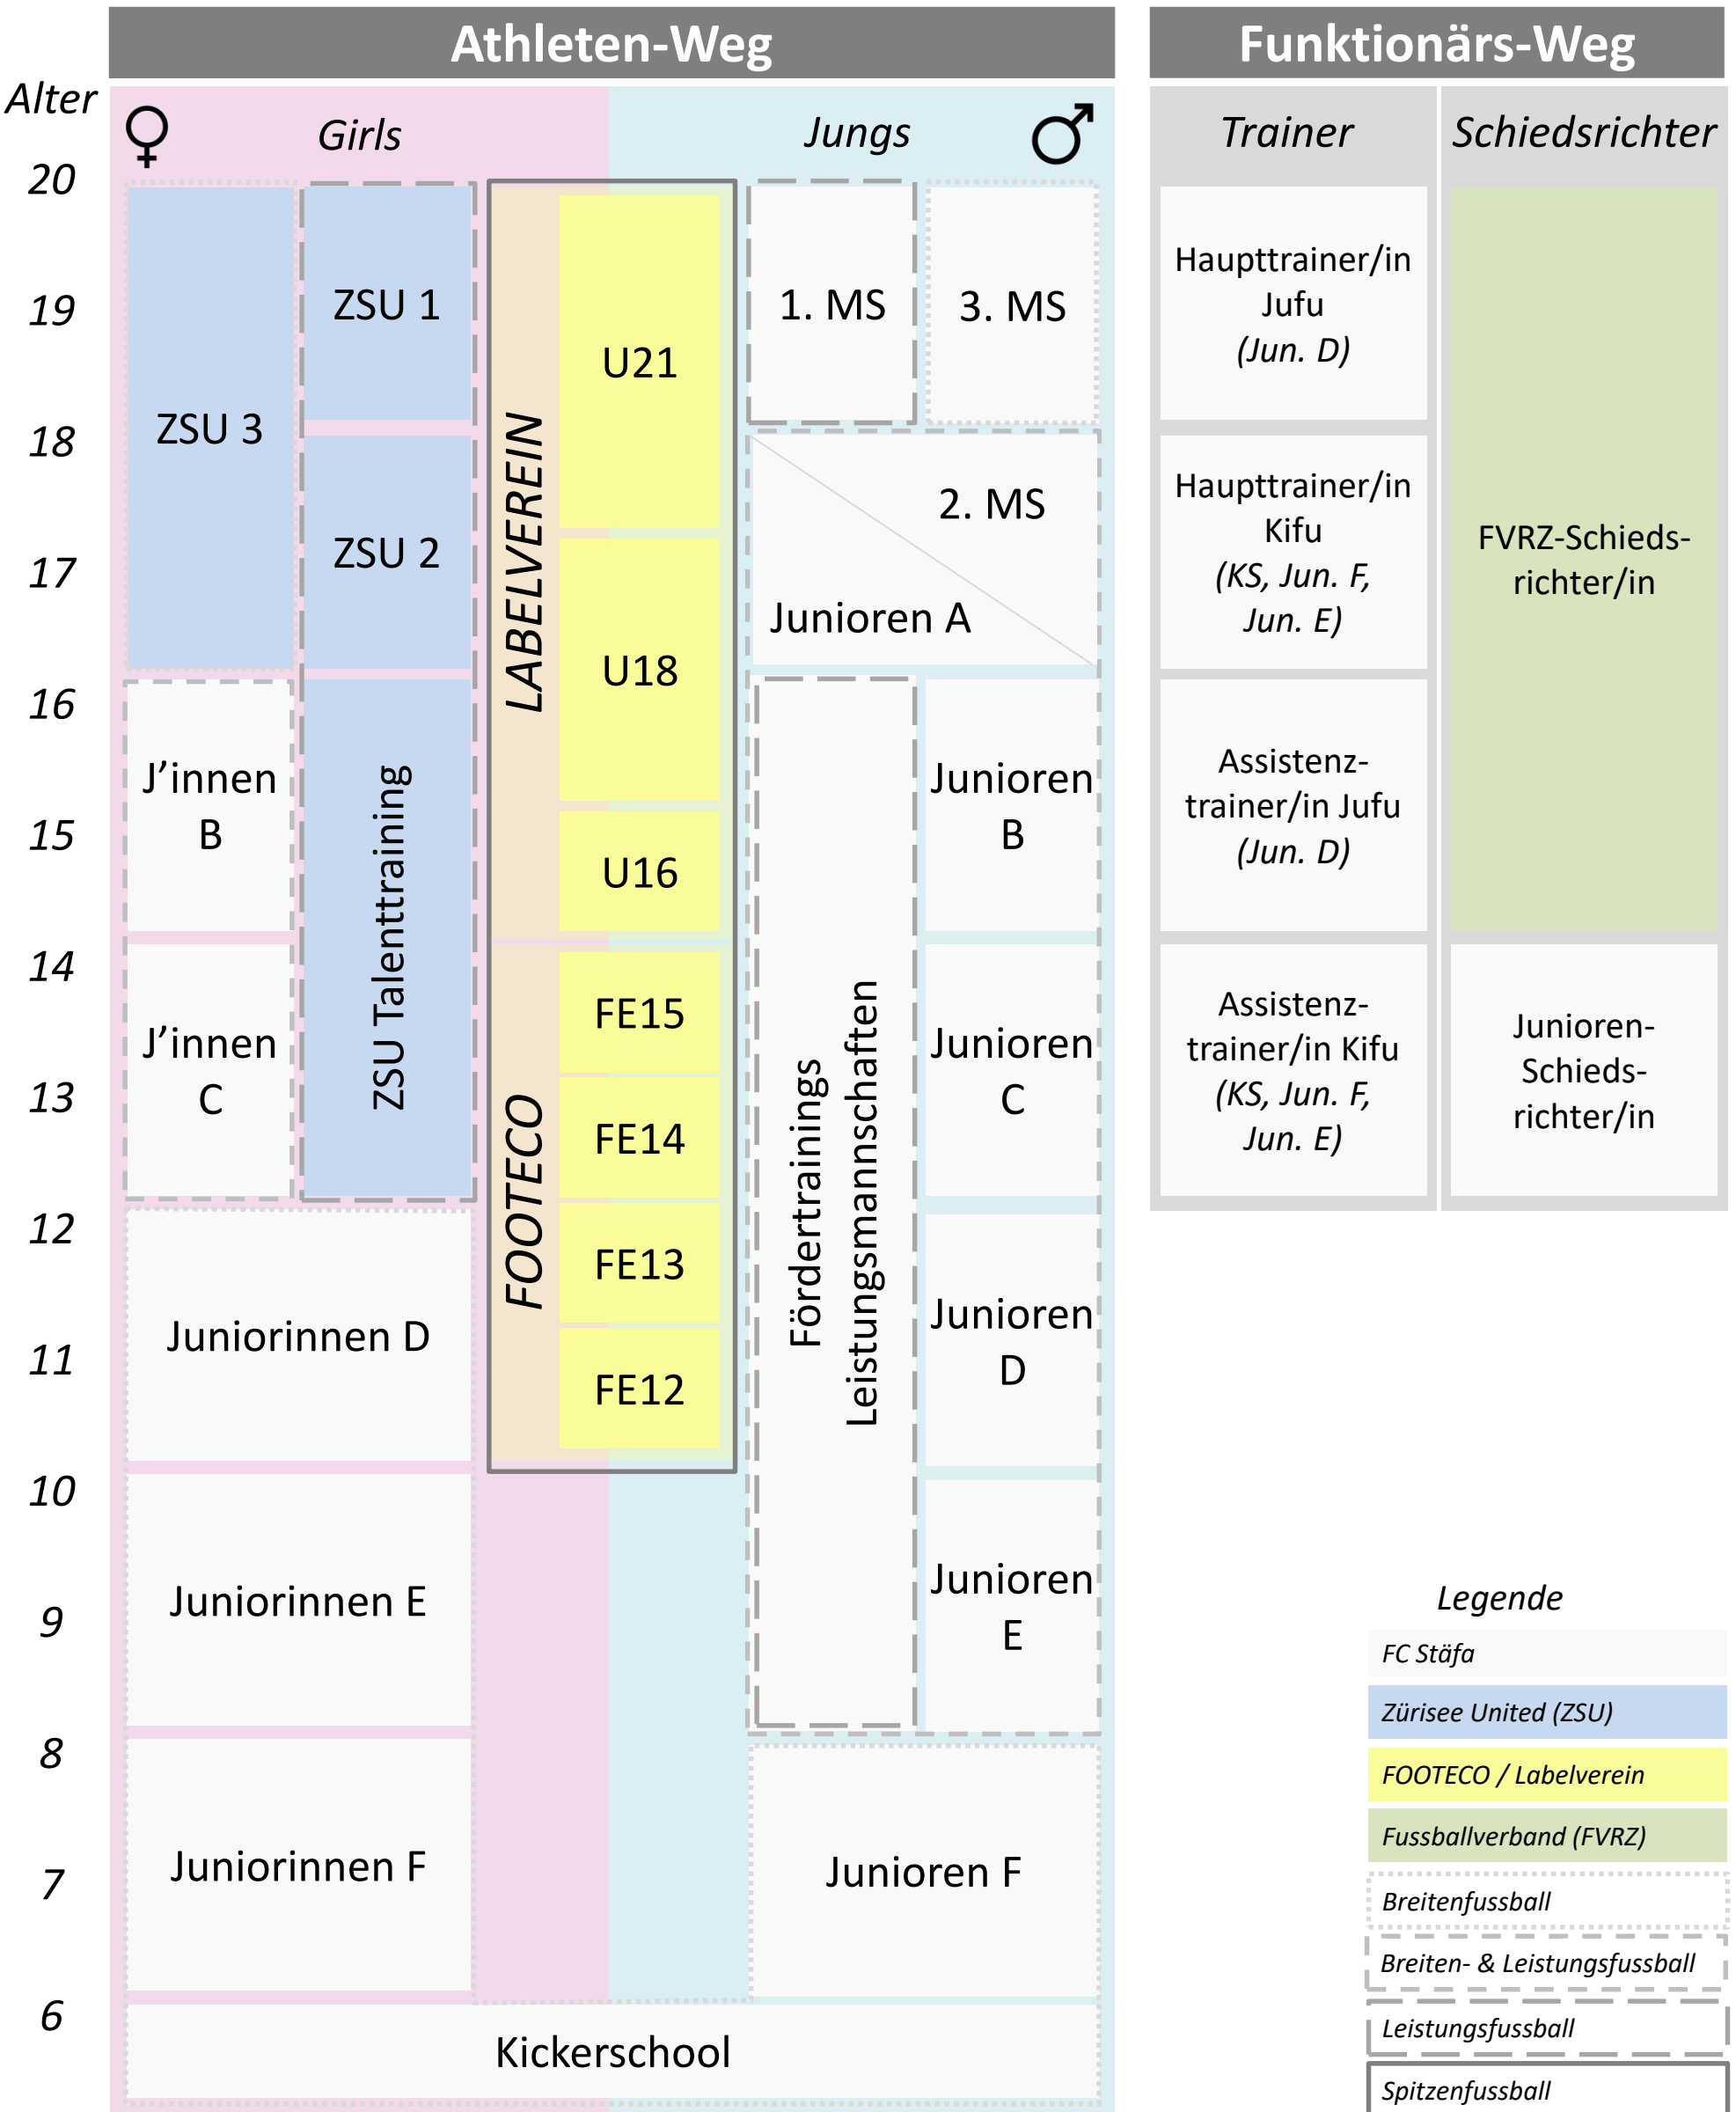 Athleten-Weg
Funktionärs-Weg
Alter
Girls
Jungs
Trainer
Schiedsrichter
20
19
18
17
16
15
14
13
12
11
10
9
8
7
6
ZSU 3
ZSU 1
ZSU 2
J'innen
B
J'innen
C
ZSU Talenttraining
Juniorinnen D
Juniorinnen E
Juniorinnen F
Kickerschool
LABELVEREIN
FOOTECO
U21
U18
U16
FE15
FE14
FE13
FE12
1. MS
3. MS
2. MS
Junioren A
Fördertrainings
Leistungsmannschaften
Junioren
B
Junioren
C
Junioren
D
Junioren
E
Junioren F
Haupttrainer/in
Jufu
(Jun. D)
Haupttrainer/in
Kifu
(KS, Jun. F,
Jun. E)
Assistenz-
trainer/in Jufu
(Jun. D)
Assistenz-
trainer/in Kifu
(KS, Jun. F,
Jun. E)
FVRZ-Schieds-
richter/in
Junioren-
Schieds-
richter/in
Legende
FC Stäfa
Zürisee United (ZSU)
FOOTECO / Labelverein
Fussballverband (FVRZ)
Breitenfussball
Breiten- & Leistungsfussball
Leistungsfussball
Spitzenfussball